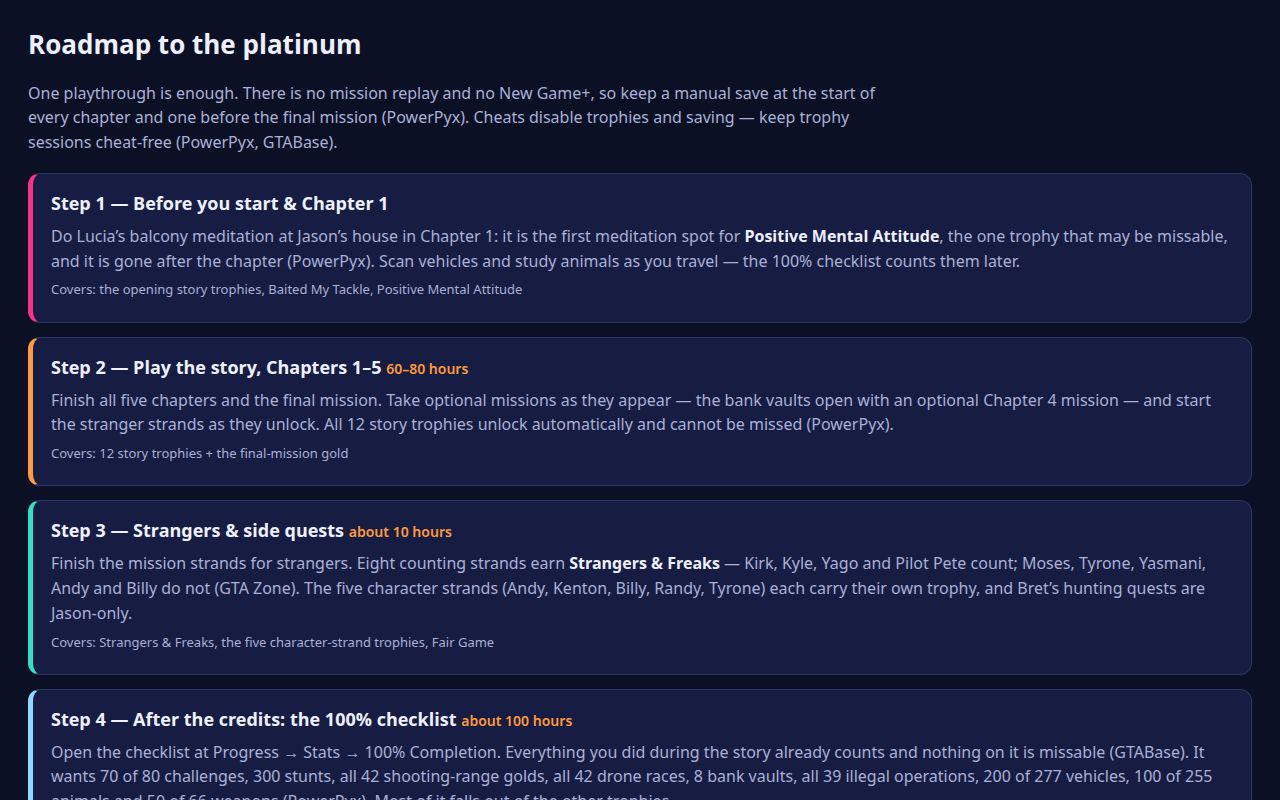 Roadmap to the platinum
One playthrough is enough. There is no mission replay and no New Game+, so keep a manual save at the start of
every chapter and one before the final mission (PowerPyx). Cheats disable trophies and saving — keep trophy
sessions cheat-free (PowerPyx, GTABase).
Step 1 — Before you start & Chapter 1
Do Lucia’s balcony meditation at Jason’s house in Chapter 1: it is the first meditation spot for Positive Mental Attitude, the one trophy that may be missable,
and it is gone after the chapter (PowerPyx). Scan vehicles and study animals as you travel — the 100% checklist counts them later.
Covers: the opening story trophies, Baited My Tackle, Positive Mental Attitude
Step 2 — Play the story, Chapters 1–5 60–80 hours
Finish all five chapters and the final mission. Take optional missions as they appear — the bank vaults open with an optional Chapter 4 mission — and start
the stranger strands as they unlock. All 12 story trophies unlock automatically and cannot be missed (PowerPyx).
Covers: 12 story trophies + the final-mission gold
Step 3 — Strangers & side quests about 10 hours
Finish the mission strands for strangers. Eight counting strands earn Strangers & Freaks — Kirk, Kyle, Yago and Pilot Pete count; Moses, Tyrone, Yasmani,
Andy and Billy do not (GTA Zone). The five character strands (Andy, Kenton, Billy, Randy, Tyrone) each carry their own trophy, and Bret’s hunting quests are
Jason-only.
Covers: Strangers & Freaks, the five character-strand trophies, Fair Game
Step 4 — After the credits: the 100% checklist about 100 hours
Open the checklist at Progress → Stats → 100% Completion. Everything you did during the story already counts and nothing on it is missable (GTABase). It
wants 70 of 80 challenges, 300 stunts, all 42 shooting-range golds, all 42 drone races, 8 bank vaults, all 39 illegal operations, 200 of 277 vehicles, 100 of 255
animals and 50 of 66 weapons (PowerPyx). Most of it falls out of the other trophies.